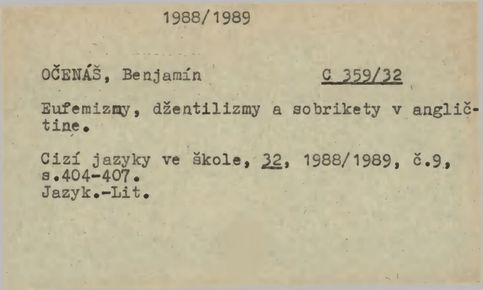 1988/1989
OČENÁŠ, Benjamín C 359/32
Eufemizmy, džentilizmy a sobrikety v anglič-
tine.
Cizí jazyky ve škole, 32, 1988/1989, č.9,
s.404-407.
Jazyk.-Lit.